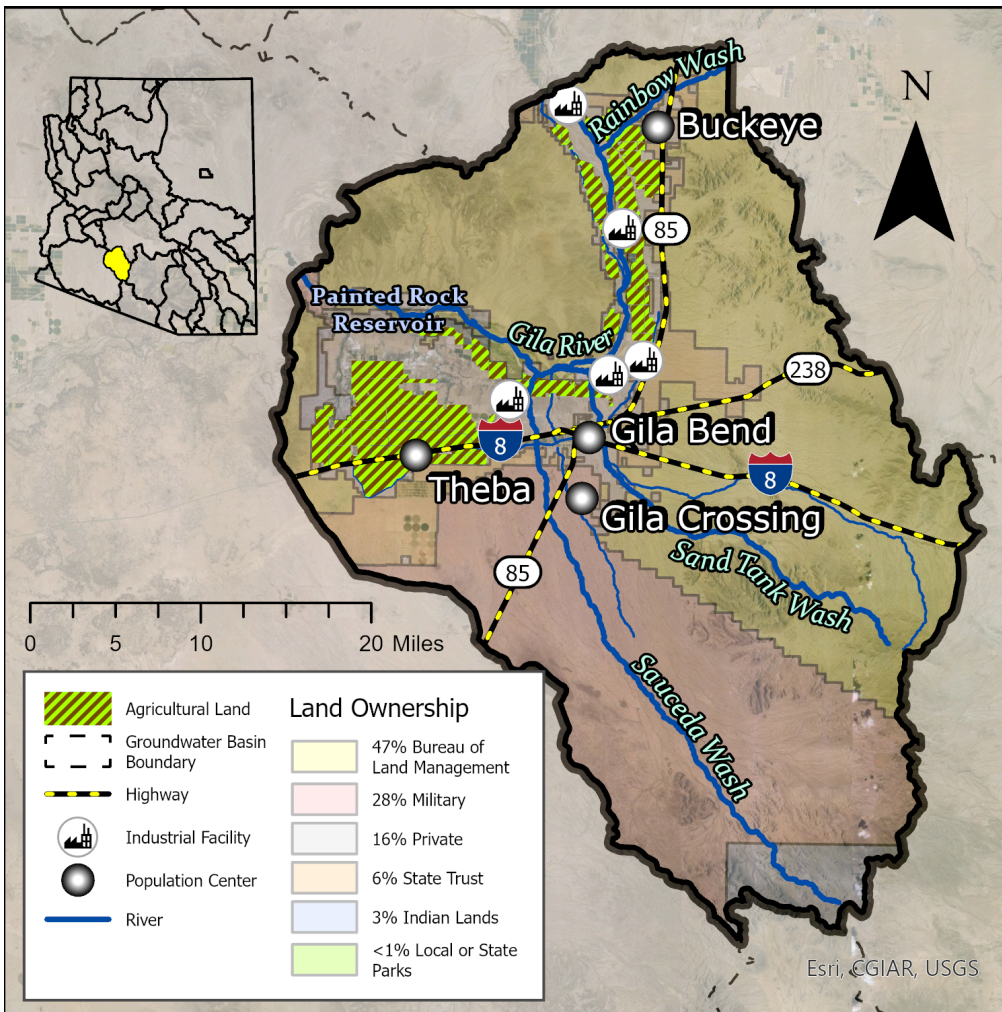 N
Rainbow Wash
Buckeye
85
Painted Rock
Reservoir
Gila River
238
Gila Bend
8
8
Theba
Gila Crossing
Sand Tank Wash
85
Sauceda Wash
0 5 10 20 Miles
Agricultural Land
Groundwater Basin
Boundary
Highway
Industrial Facility
Population Center
River
Land Ownership
47% Bureau of
Land Management
28% Military
16% Private
6% State Trust
3% Indian Lands
<1% Local or State
Parks
Esri, CGIAR, USGS